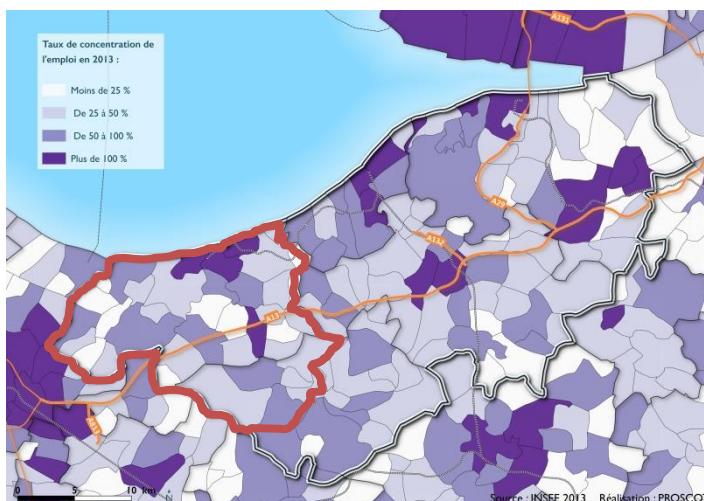 Taux de concentration de
l'emploi en 2013 :
Moins de 25 %
De 25 à 50 %
De 50 à 100 %
Plus de 100 %
A131
A29
A132
A13
A813
0 5 10 km
N
Source : INSEE 2013 Réalisation : PROSCOT